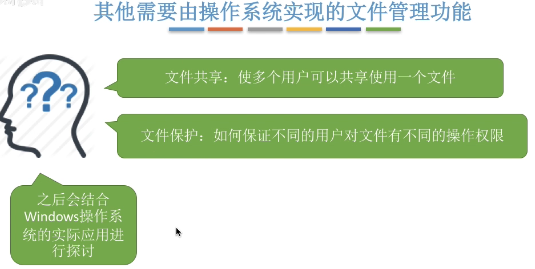 其他需要由操作系统实现的文件管理功能
???
文件共享：使多个用户可以共享使用一个文件
文件保护：如何保证不同的用户对文件有不同的操作权限
之后会结合
Windows操作系
统的实际应用进
行探讨